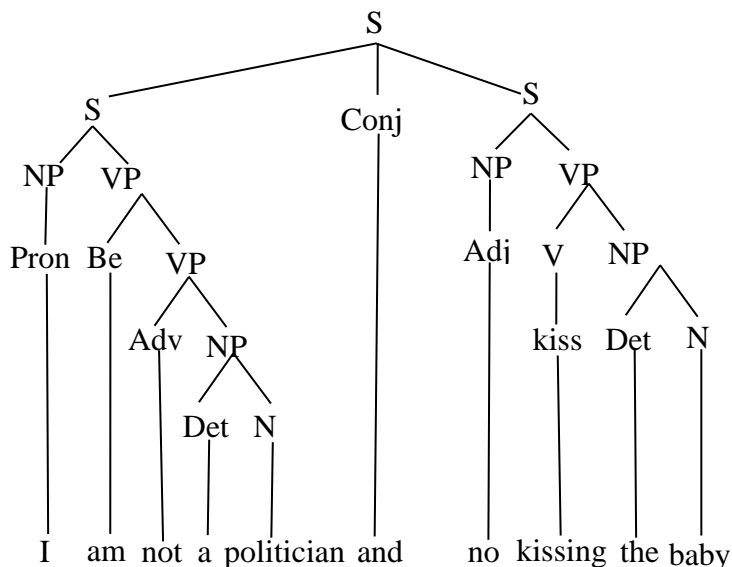 S
S Conj S
NP VP NP VP
Pron Be VP Adj V NP
Adv NP kiss Det N
Det N
I am not a politician and no kissing the baby